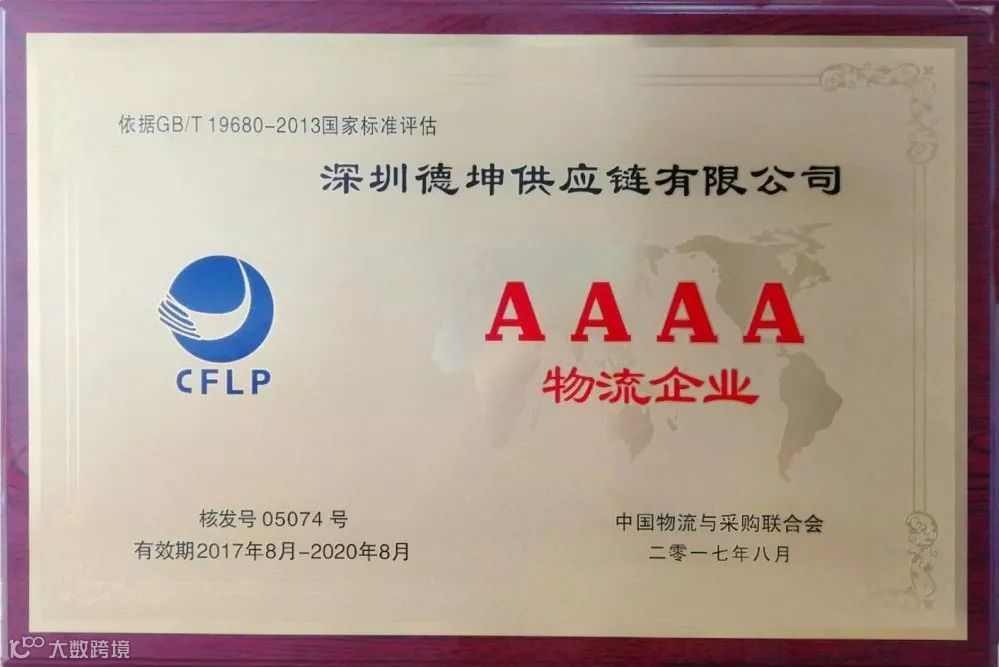 依据GB/T 19680-2013国家标准评估
深圳德坤供应链有限公司
CFLP
AAAA
物流企业
核发号 05074 号
有效期2017年8月-2020年8月
中国物流与采购联合会
二零一七年八月
大数跨境